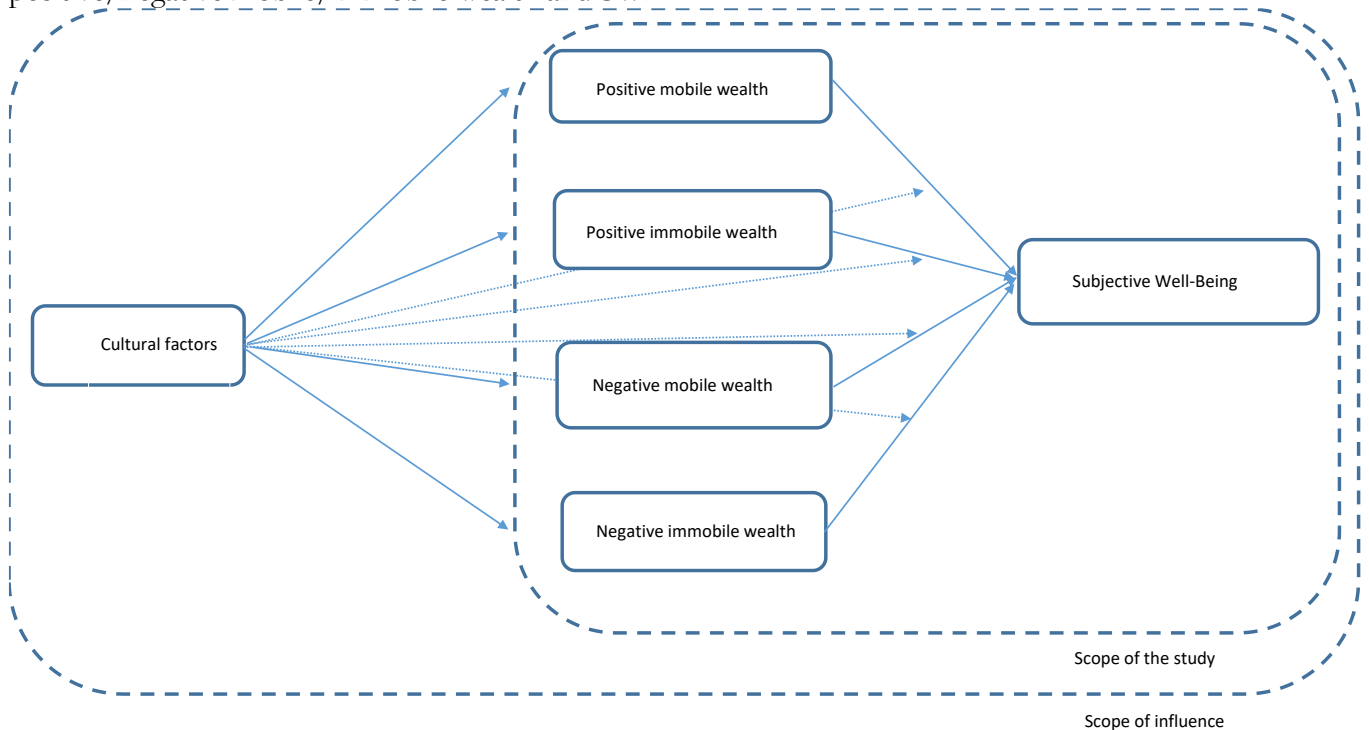 Positive mobile wealth
Positive immobile wealth
Subjective Well-Being
Cultural factors
Negative mobile wealth
Negative immobile wealth
Scope of the study
Scope of influence